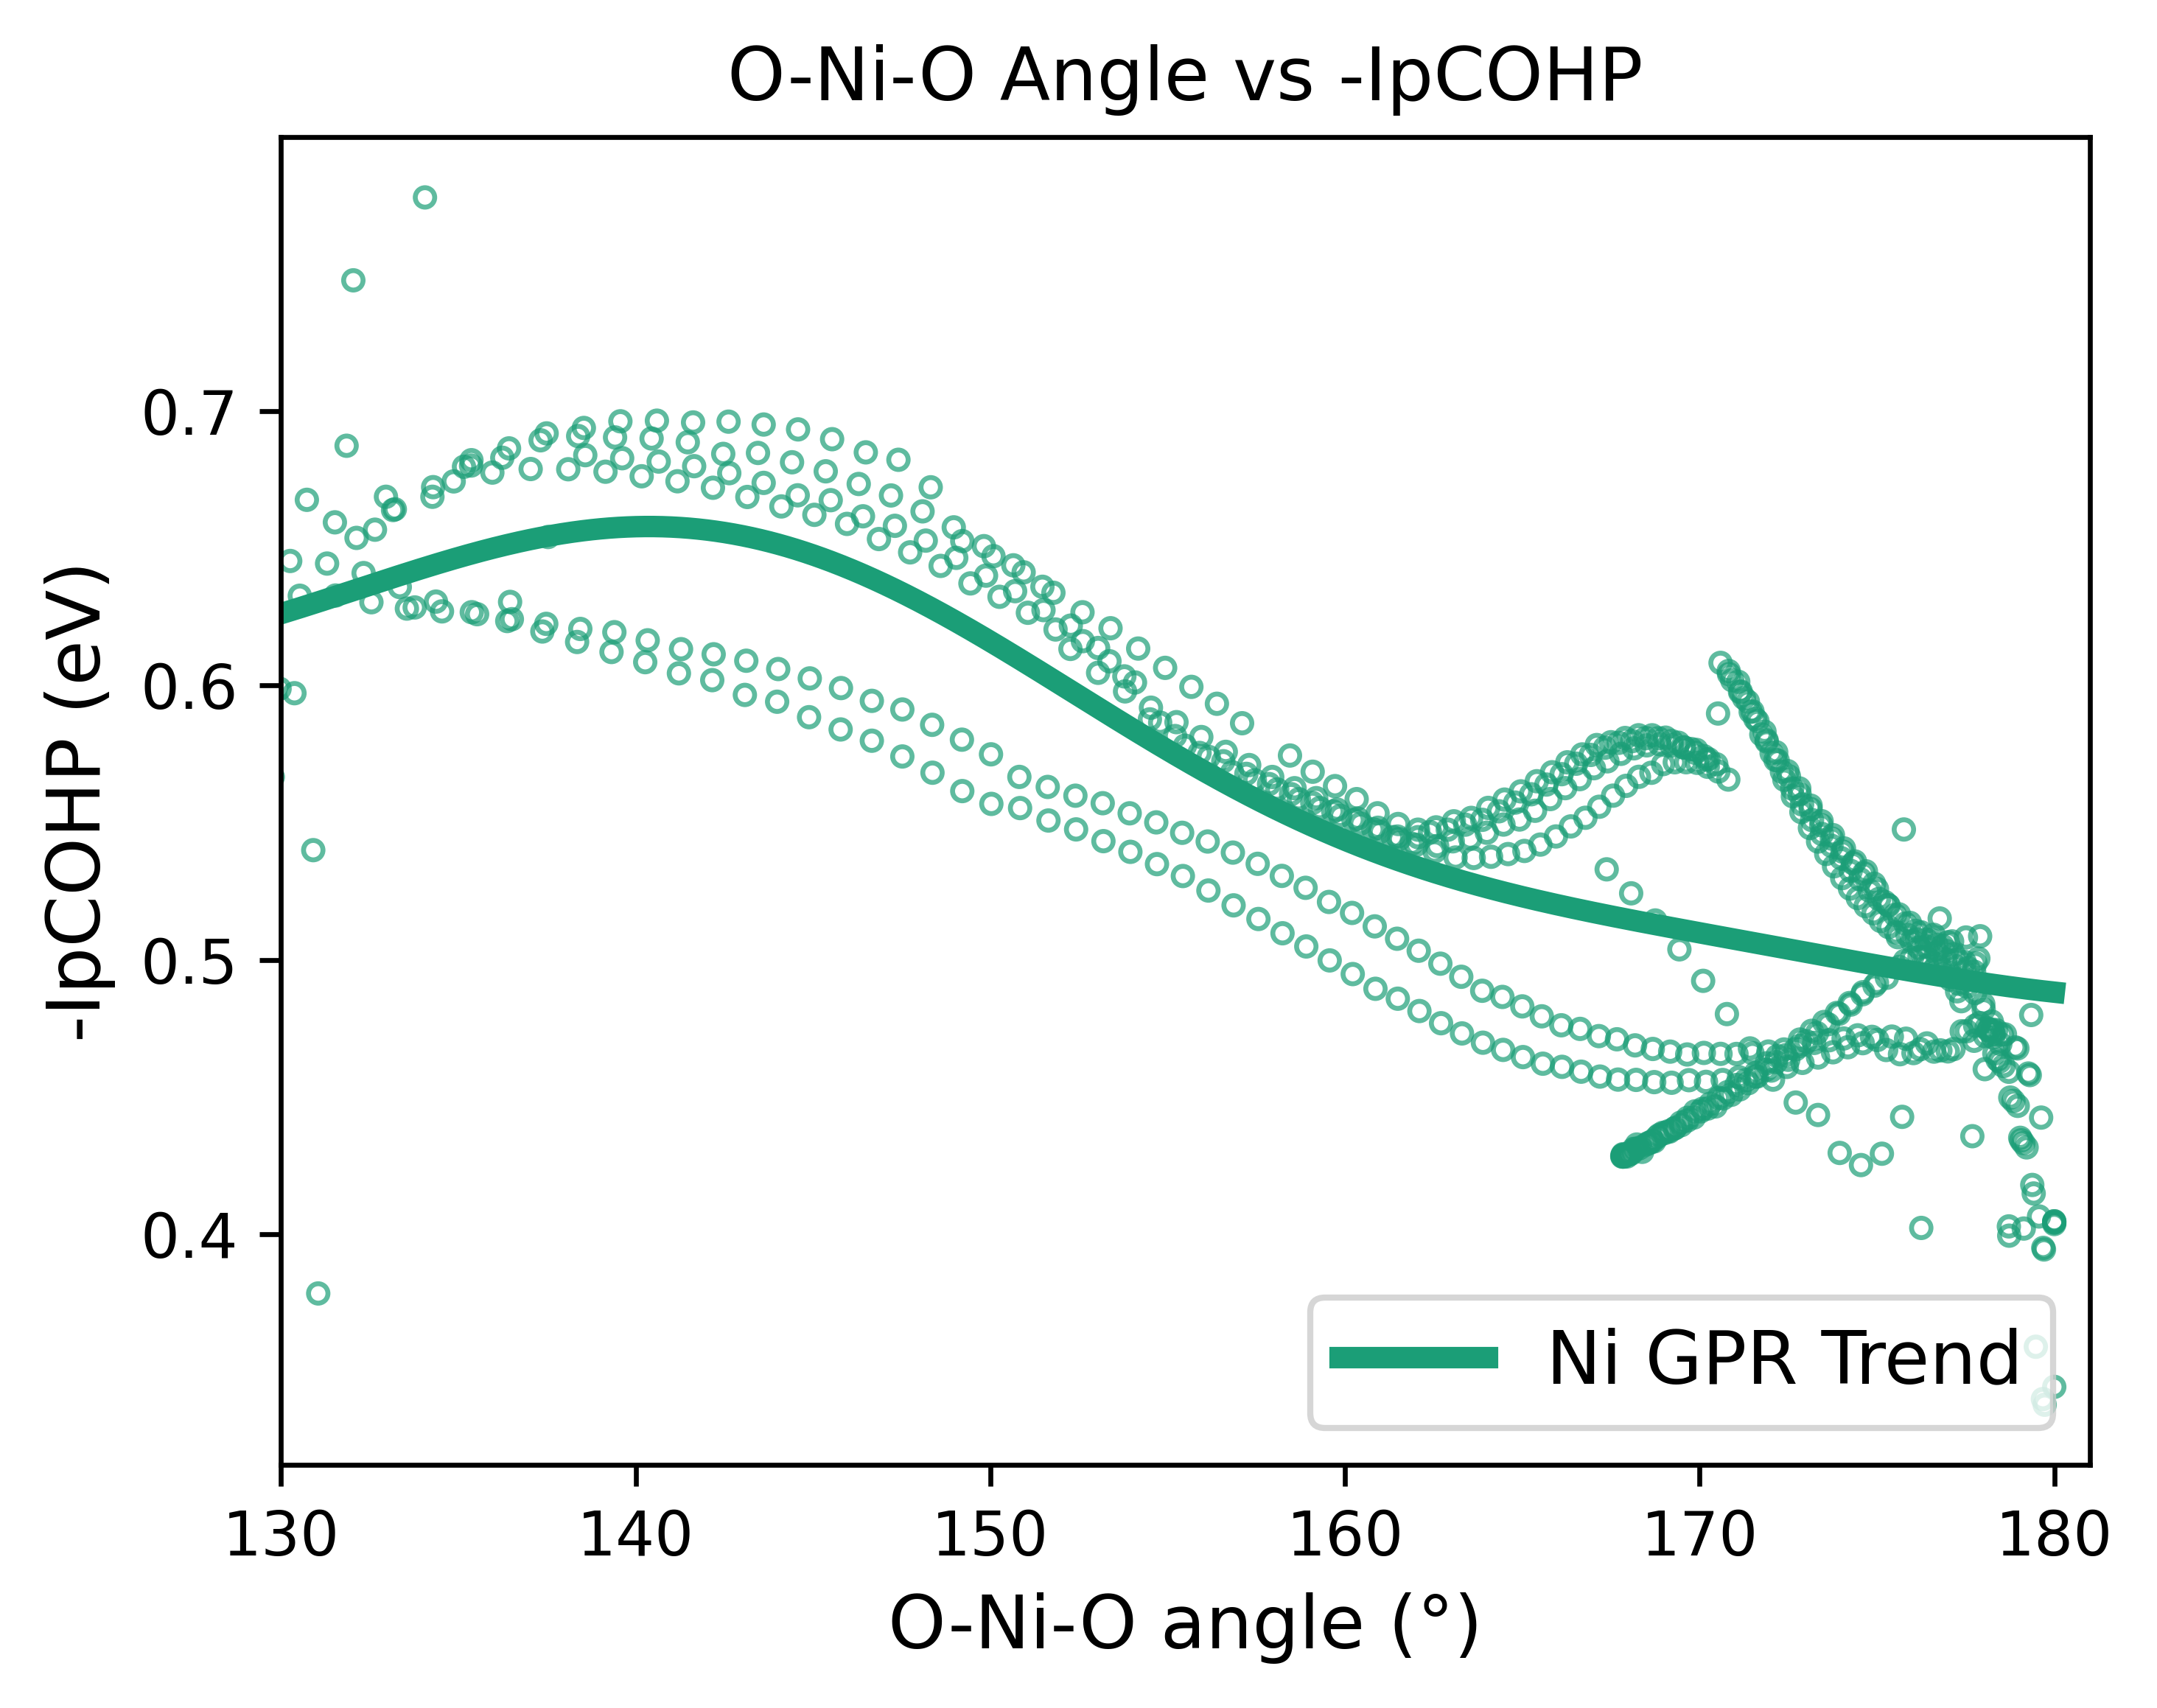 O-Ni-O Angle vs -IpCOHP
-IpCOHP (eV)
0.7
0.6
0.5
0.4
Ni GPR Trend
130 140 150 160 170 180
O-Ni-O angle (°)